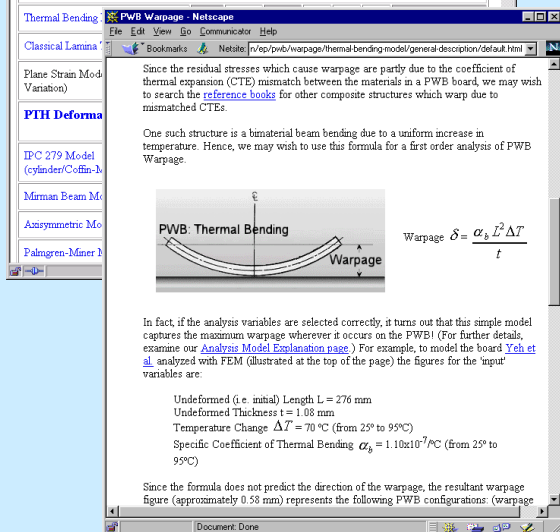 Thermal Bending
Classical Lamina
Plane Strain Mod
Variation)
PTH Deforma
IPC 279 Model
(cylinder/Coffin-M
Mirman Beam Mo
Axisymmetric Mo
Palmgren-Miner M
PWB Warpage - Netscape
File Edit View Go Communicator Help
Bookmarks Netsite: n/ep/pwb/warpage/thermal-bending-model/general-description/default.html N
Since the residual stresses which cause warpage are partly due to the coefficient of
thermal expansion (CTE) mismatch between the materials in a PWB board, we may wish
to search the reference books for other composite structures which warp due to
mismatched CTEs.
One such structure is a bimaterial beam bending due to a uniform increase in
temperature. Hence, we may wish to use this formula for a first order analysis of PWB
Warpage.
℄
PWB: Thermal Bending
Warpage
Warpage δ = α_b L² ΔT / t
In fact, if the analysis variables are selected correctly, it turns out that this simple model
captures the maximum warpage wherever it occurs on the PWB! (For further details,
examine our Analysis Model Explanation page.) For example, to model the board Yeh et
al. analyzed with FEM (illustrated at the top of the page) the figures for the 'input'
variables are:
Undeformed (i.e. initial) Length L = 276 mm
Undeformed Thickness t = 1.08 mm
Temperature Change ΔT = 70 ºC (from 25º to 95ºC)
Specific Coefficient of Thermal Bending α_b = 1.10x10⁻⁷/ºC (from 25º to
95ºC)
Since the formula does not predict the direction of the warpage, the resultant warpage
figure (approximately 0.58 mm) represents the following PWB configurations: (warpage
Document: Done